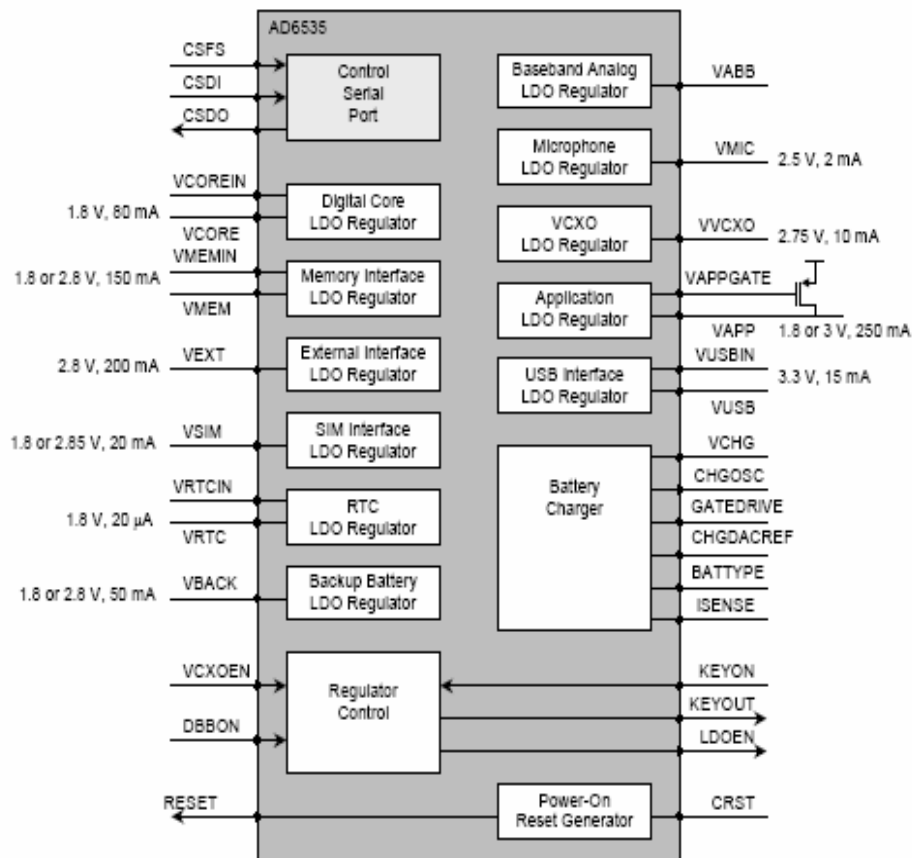 AD6535
CSFS
CSDI
CSDO
Control
Serial
Port
VCOREIN
1.8 V, 80 mA
VCORE
Digital Core
LDO Regulator
VMEMIN
1.8 or 2.8 V, 150 mA
VMEM
Memory Interface
LDO Regulator
VEXT
2.8 V, 200 mA
External Interface
LDO Regulator
VSIM
1.8 or 2.85 V, 20 mA
SIM Interface
LDO Regulator
VRTCIN
1.8 V, 20 µA
VRTC
RTC
LDO Regulator
VBACK
1.8 or 2.8 V, 50 mA
Backup Battery
LDO Regulator
VCXOEN
DBBON
Regulator
Control
RESET
Baseband Analog
LDO Regulator
VABB
Microphone
LDO Regulator
VMIC
2.5 V, 2 mA
VCXO
LDO Regulator
VVCXO
2.75 V, 10 mA
Application
LDO Regulator
VAPPGATE
VAPP
1.8 or 3 V, 250 mA
USB Interface
LDO Regulator
VUSBIN
3.3 V, 15 mA
VUSB
Battery
Charger
VCHG
CHGOSC
GATEDRIVE
CHGDACREF
BATTYPE
ISENSE
KEYON
KEYOUT
LDOEN
Power-On
Reset Generator
CRST